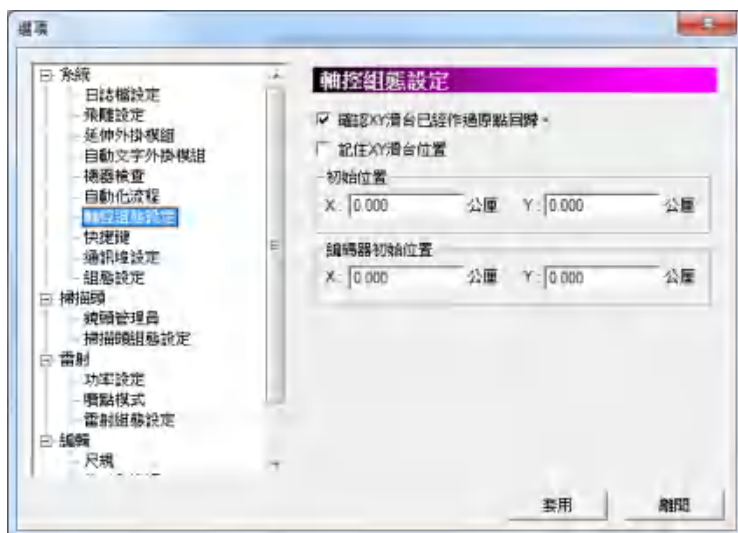 選項
系統
日誌檔設定
飛雕設定
延伸外掛模組
自動文字外掛模組
機器檢查
自動化流程
軸控組態設定
快捷鍵
通訊埠設定
組態設定
掃描頭
鏡頭管理員
掃描頭組態設定
雷射
功率設定
噴點模式
雷射組態設定
編輯
尺規
軸控組態設定
確認XY滑台已經作過原點回歸。
記住XY滑台位置
初始位置
X: 0.000 公厘 Y: 0.000 公厘
編碼器初始位置
X: 0.000 公厘 Y: 0.000 公厘
套用 離開